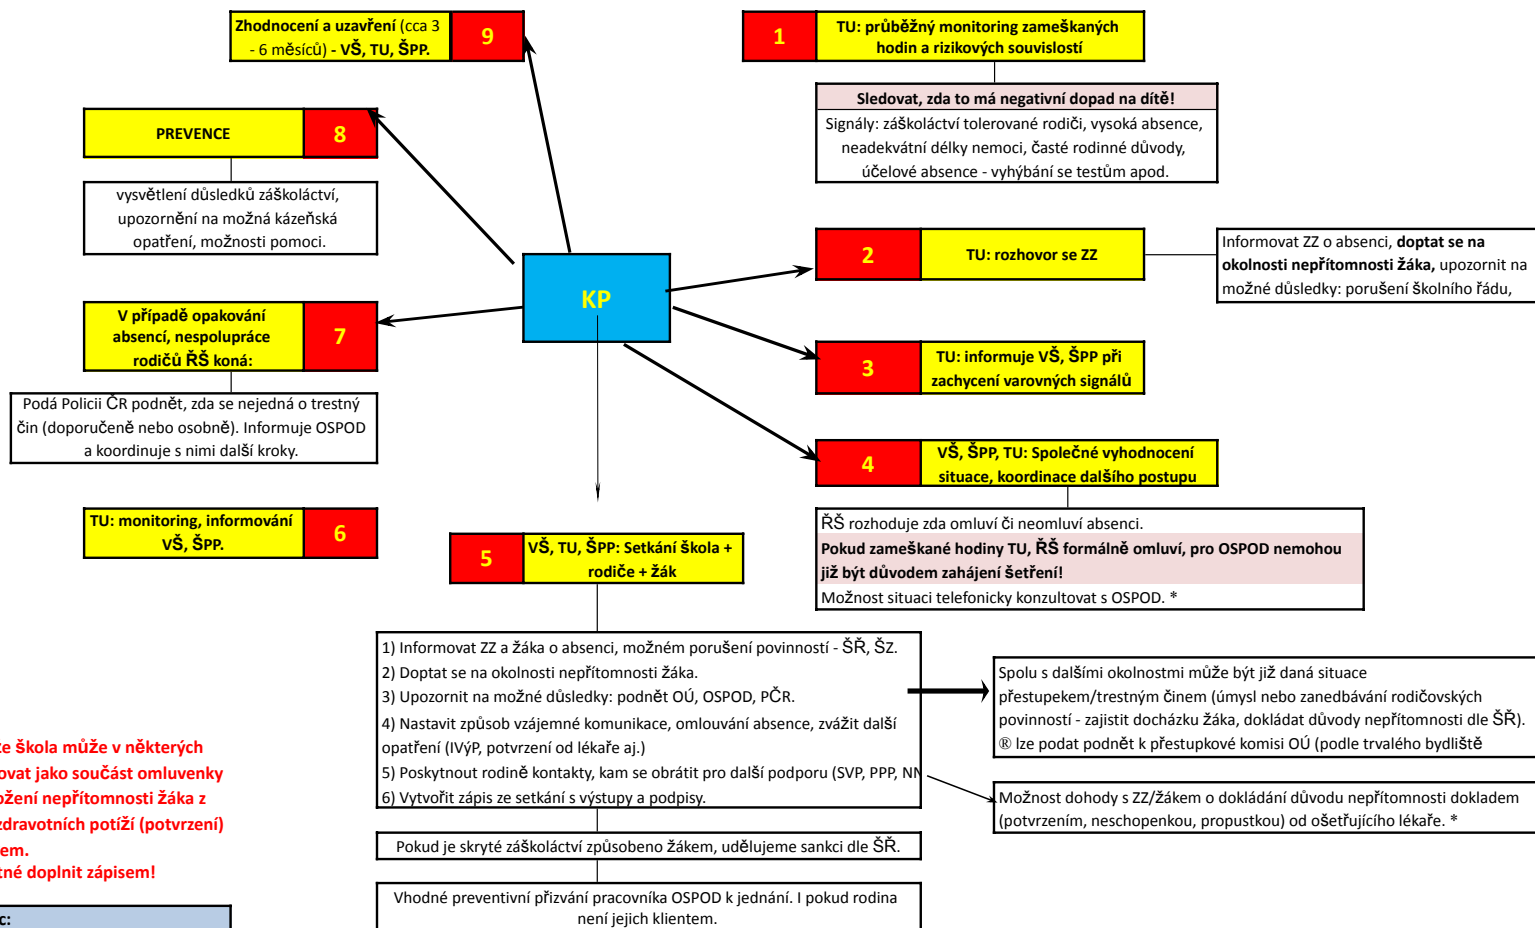 Zhodnocení a uzavření (cca 3
- 6 měsíců) - VŠ, TU, ŠPP.
9
1
TU: průběžný monitoring zameškaných
hodin a rizikových souvislostí
Sledovat, zda to má negativní dopad na dítě!
Signály: záškoláctví tolerované rodiči, vysoká absence,
neadekvátní délky nemoci, časté rodinné důvody,
účelové absence - vyhýbání se testům apod.
PREVENCE
8
vysvětlení důsledků záškoláctví,
upozornění na možná kázeňská
opatření, možnosti pomoci.
2
TU: rozhovor se ZZ
Informovat ZZ o absenci, doptat se na
okolnosti nepřítomnosti žáka, upozornit na
možné důsledky: porušení školního řádu,
KP
V případě opakování
absencí, nespolupráce
rodičů ŘŠ koná:
7
Podá Policii ČR podnět, zda se nejedná o trestný
čin (doporučeně nebo osobně). Informuje OSPOD
a koordinuje s nimi další kroky.
3
TU: informuje VŠ, ŠPP při
zachycení varovných signálů
4
VŠ, ŠPP, TU: Společné vyhodnocení
situace, koordinace dalšího postupu
ŘŠ rozhoduje zda omluví či neomluví absenci.
Pokud zameškané hodiny TU, ŘŠ formálně omluví, pro OSPOD nemohou
již být důvodem zahájení šetření!
Možnost situaci telefonicky konzultovat s OSPOD. *
TU: monitoring, informování
VŠ, ŠPP.
6
5
VŠ, TU, ŠPP: Setkání škola +
rodiče + žák
1) Informovat ZZ a žáka o absenci, možném porušení povinností - ŠŘ, ŠZ.
2) Doptat se na okolnosti nepřítomnosti žáka.
3) Upozornit na možné důsledky: podnět OÚ, OSPOD, PČR.
4) Nastavit způsob vzájemné komunikace, omlouvání absence, zvážit další
opatření (IVýP, potvrzení od lékaře aj.)
5) Poskytnout rodině kontakty, kam se obrátit pro další podporu (SVP, PPP, NN
6) Vytvořit zápis ze setkání s výstupy a podpisy.
Spolu s dalšími okolnostmi může být již daná situace
přestupekem/trestným činem (úmysl nebo zanedbávání rodičovských
povinností - zajistit docházku žáka, dokládat důvody nepřítomnosti dle ŠŘ).
® lze podat podnět k přestupkové komisi OÚ (podle trvalého bydliště
Možnost dohody s ZZ/žákem o dokládání důvodu nepřítomnosti dokladem
(potvrzením, neschopenkou, propustkou) od ošetřujícího lékaře. *
Pokud je skryté záškoláctví způsobeno žákem, udělujeme sankci dle ŠŘ.
Vhodné preventivní přizvání pracovníka OSPOD k jednání. I pokud rodina
není jejich klientem.
škola může v některých
jako součást omluvenky
nepřítomnosti žáka z
zdravotních potíží (potvrzení)
doplnit zápisem!